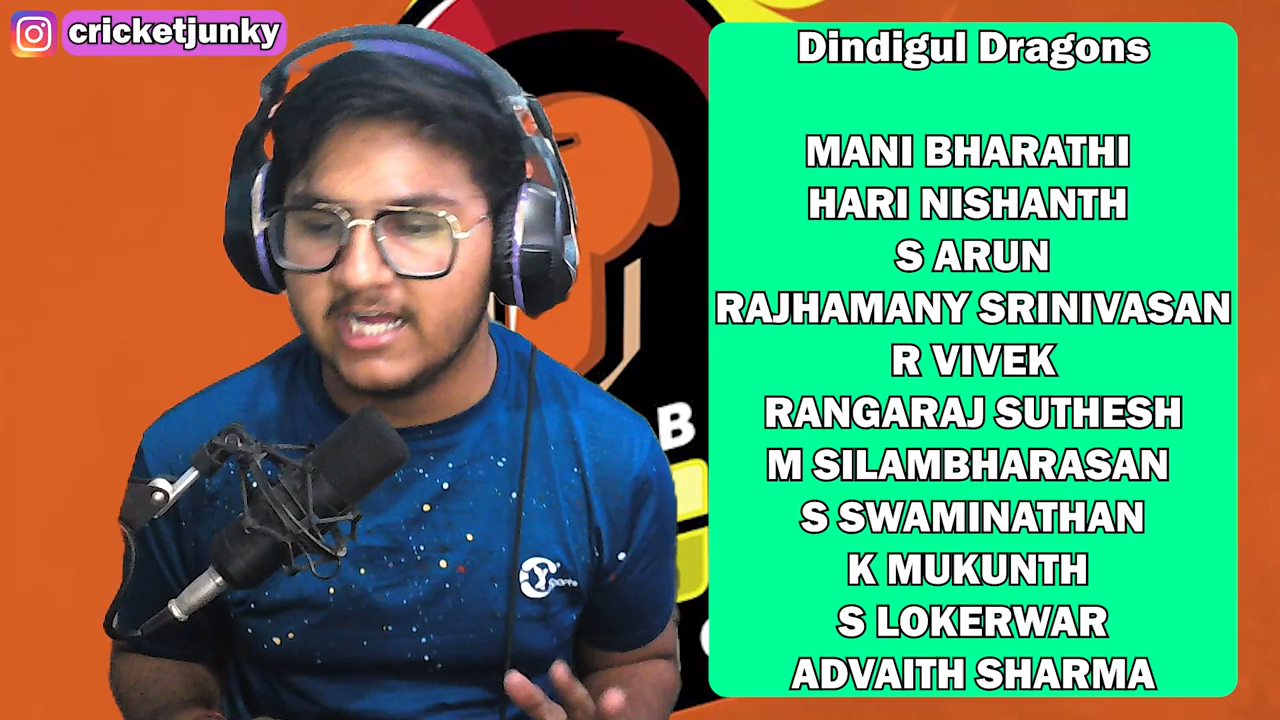 cricketjunky
Dindigul Dragons
MANI BHARATHI
HARI NISHANTH
S ARUN
RAJHAMANY SRINIVASAN
R VIVEK
RANGARAJ SUTHESH
M SILAMBHARASAN
S SWAMINATHAN
K MUKUNTH
S LOKERWAR
ADVAITH SHARMA
B